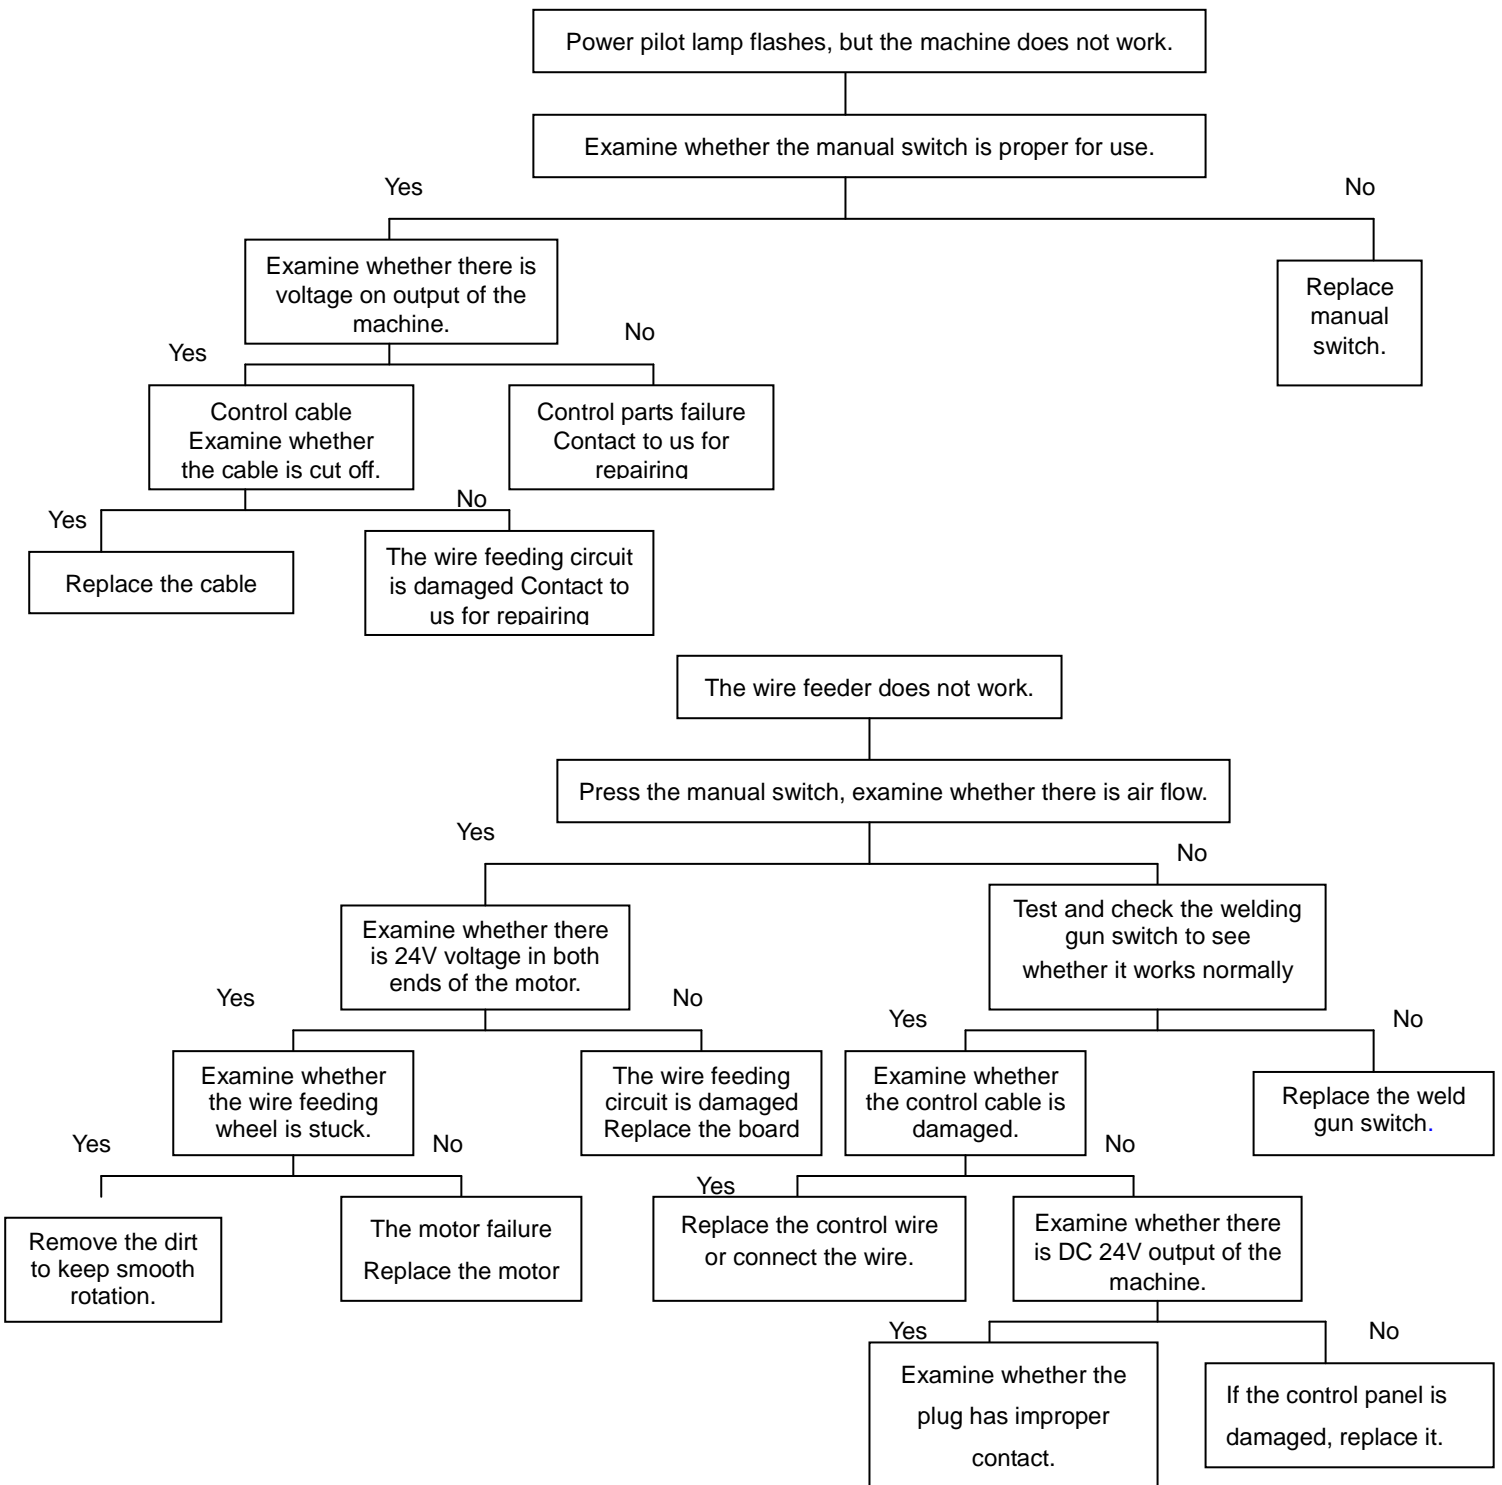 Power pilot lamp flashes, but the machine does not work.
Examine whether the manual switch is proper for use.
Yes
No
Examine whether there is
voltage on output of the
machine.
Replace
manual
switch.
Yes
No
Control cable
Examine whether
the cable is cut off.
Control parts failure
Contact to us for
repairing
Yes
No
Replace the cable
The wire feeding circuit
is damaged Contact to
us for repairing
The wire feeder does not work.
Press the manual switch, examine whether there is air flow.
Yes
No
Examine whether there
is 24V voltage in both
ends of the motor.
Test and check the welding
gun switch to see
whether it works normally
Yes
No
Yes
No
Examine whether
the wire feeding
wheel is stuck.
The wire feeding
circuit is damaged
Replace the board
Examine whether
the control cable is
damaged.
Replace the weld
gun switch.
Yes
No
Yes
No
Remove the dirt
to keep smooth
rotation.
The motor failure
Replace the motor
Replace the control wire
or connect the wire.
Examine whether there
is DC 24V output of the
machine.
Yes
No
Examine whether the
plug has improper
contact.
If the control panel is
damaged, replace it.